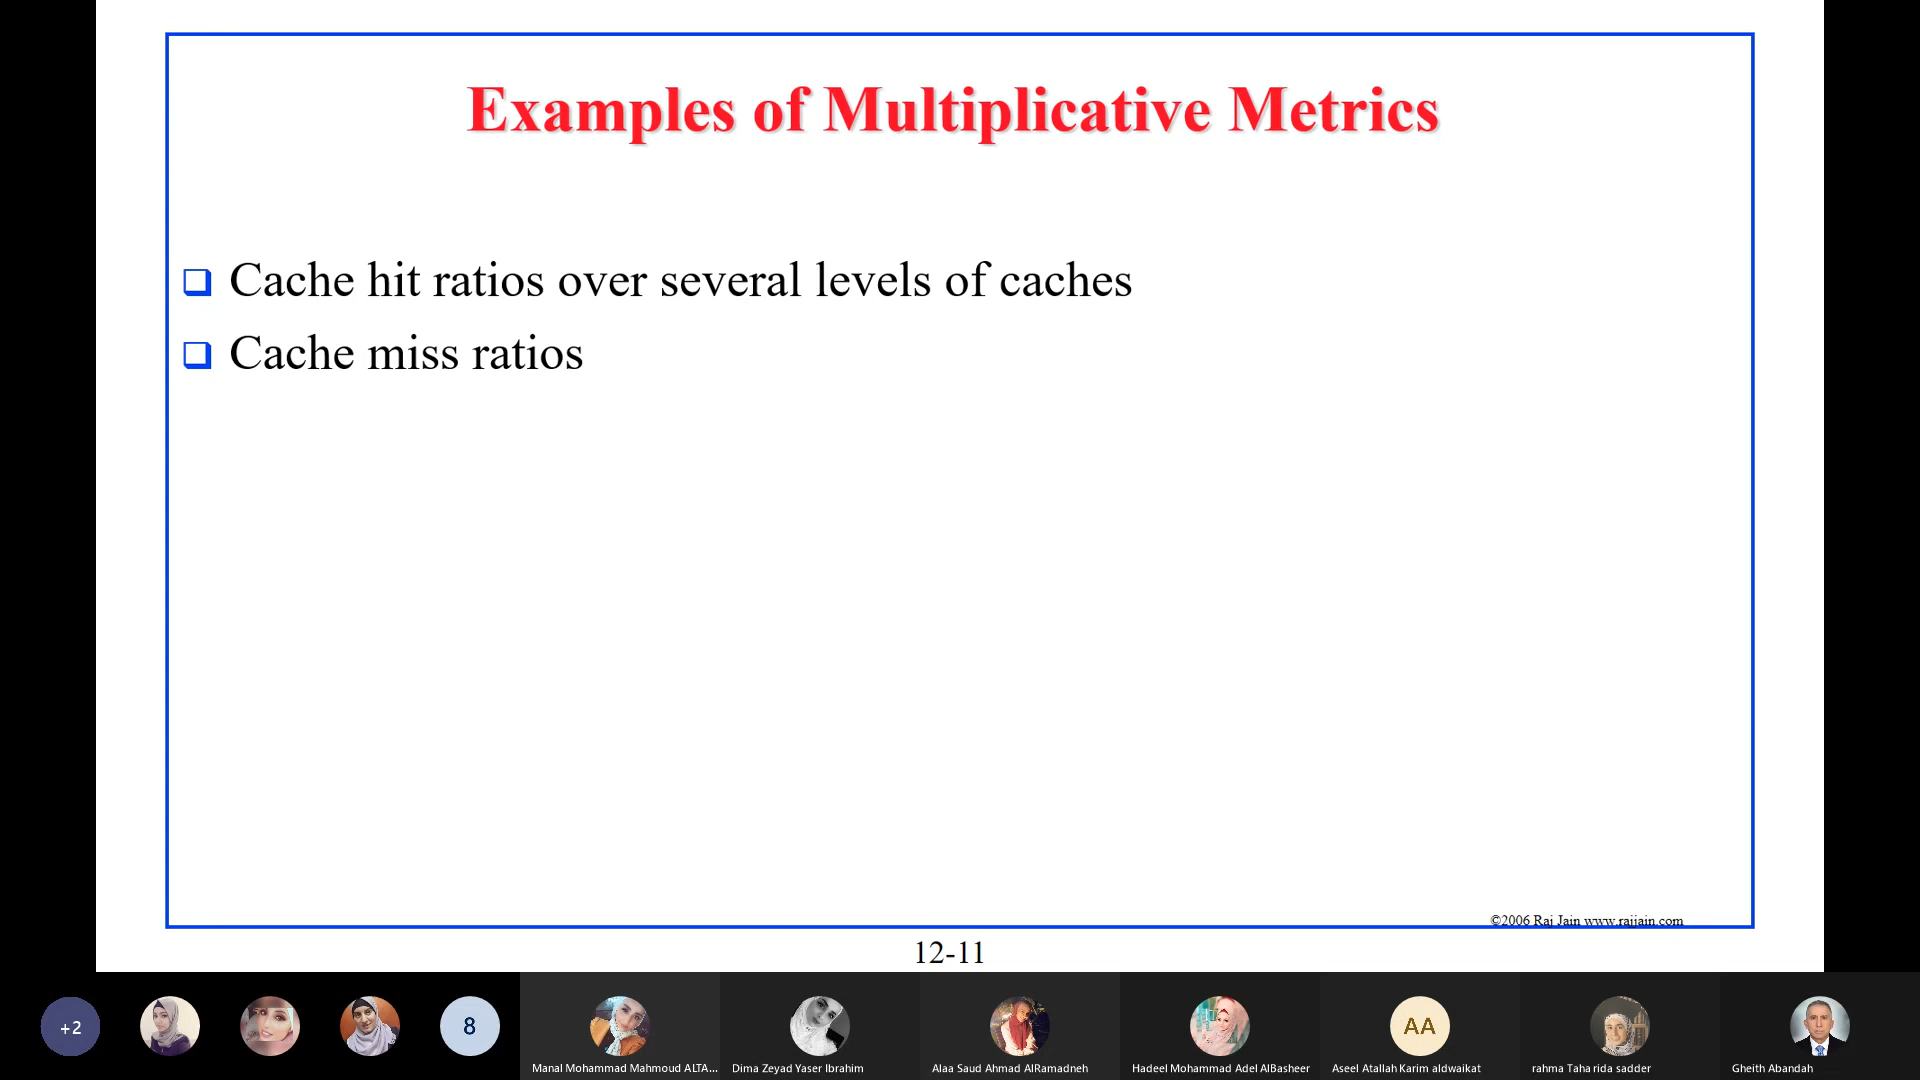 Examples of Multiplicative Metrics
Cache hit ratios over several levels of caches
Cache miss ratios
©2006 Raj Jain www.rajjain.com
12-11
+2
8
AA
Manal Mohammad Mahmoud ALTA...
Dima Zeyad Yaser Ibrahim
Alaa Saud Ahmad AlRamadneh
Hadeel Mohammad Adel AlBasheer
Aseel Atallah Karim aldwaikat
rahma Taha rida sadder
Gheith Abandah